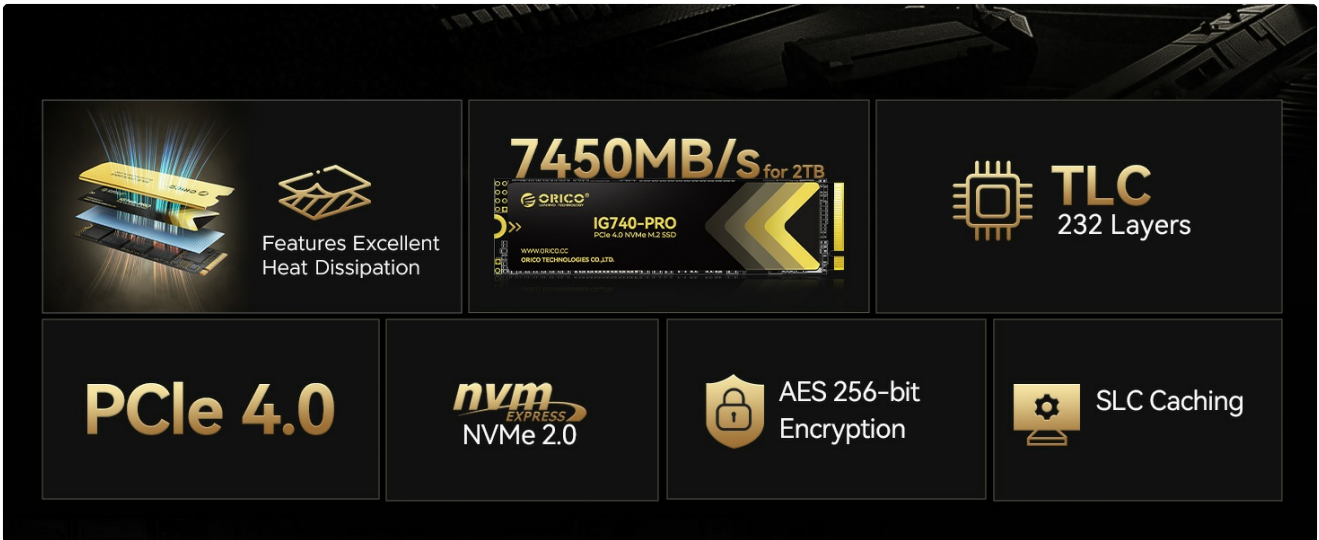 Features Excellent
Heat Dissipation
7450MB/s for 2TB
ORICO®
IG740-PRO
PCIe 4.0 NVMe M.2 SSD
WWW.ORICO.CC
ORICO TECHNOLOGIES CO.,LTD.
TLC
232 Layers
PCIe 4.0
nvm
EXPRESS
NVMe 2.0
AES 256-bit
Encryption
SLC Caching